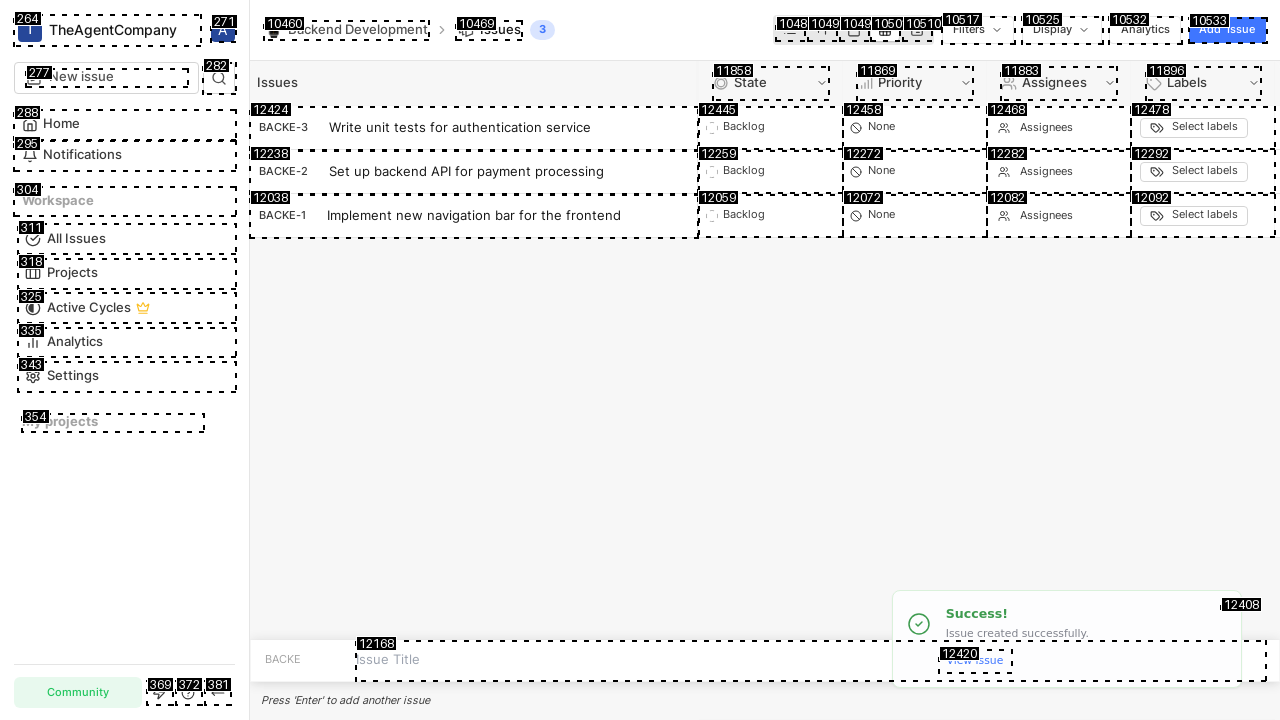 264
TheAgentCompany
271
A
277
New issue
282
288
Home
295
Notifications
304
Workspace
311
All Issues
318
Projects
325
Active Cycles
335
Analytics
343
Settings
354
My projects
Community
369
372
381
10460
Backend Development
10469
Issues
3
1048
1049
1049
1050
10510
10517
Filters
10525
Display
10532
Analytics
10533
Add Issue
Issues
11858
State
11869
Priority
11883
Assignees
11896
Labels
12424
BACKE-3 Write unit tests for authentication service
12445
Backlog
12458
None
12468
Assignees
12478
Select labels
12238
BACKE-2 Set up backend API for payment processing
12259
Backlog
12272
None
12282
Assignees
12292
Select labels
12038
BACKE-1 Implement new navigation bar for the frontend
12059
Backlog
12072
None
12082
Assignees
12092
Select labels
12408
Success!
Issue created successfully.
12420
View issue
12168
BACKE
Issue Title
Press 'Enter' to add another issue